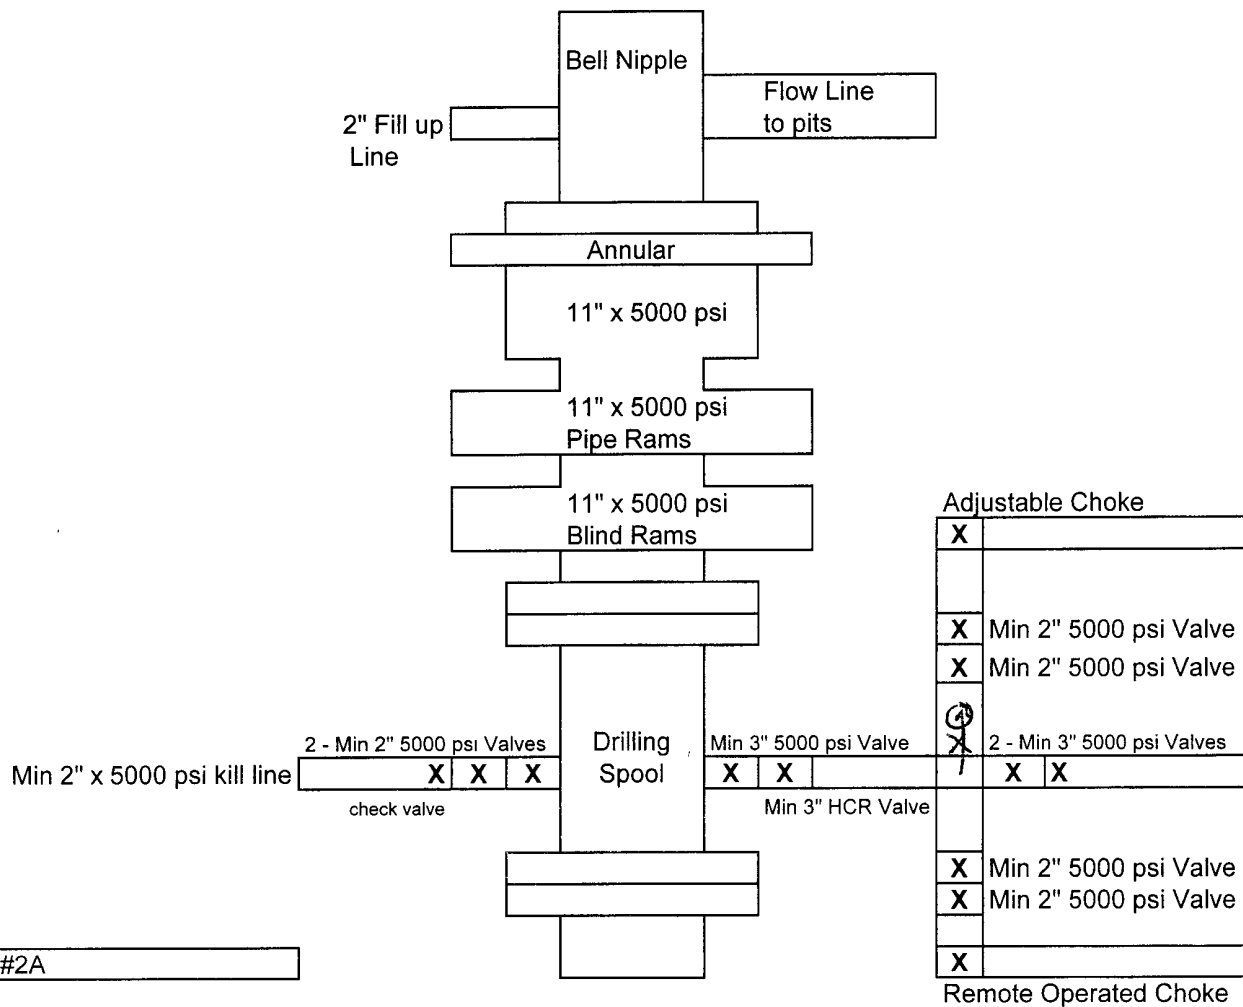 Bell Nipple
Flow Line
to pits
2" Fill up
Line
Annular
11" x 5000 psi
11" x 5000 psi
Pipe Rams
11" x 5000 psi
Blind Rams
Adjustable Choke
X
X Min 2" 5000 psi Valve
X Min 2" 5000 psi Valve
2 - Min 2" 5000 psi Valves
Drilling
Spool
Min 3" 5000 psi Valve
2 - Min 3" 5000 psi Valves
Min 2" x 5000 psi kill line
X X X
X X
X X
check valve
Min 3" HCR Valve
X Min 2" 5000 psi Valve
X Min 2" 5000 psi Valve
#2A
X
Remote Operated Choke